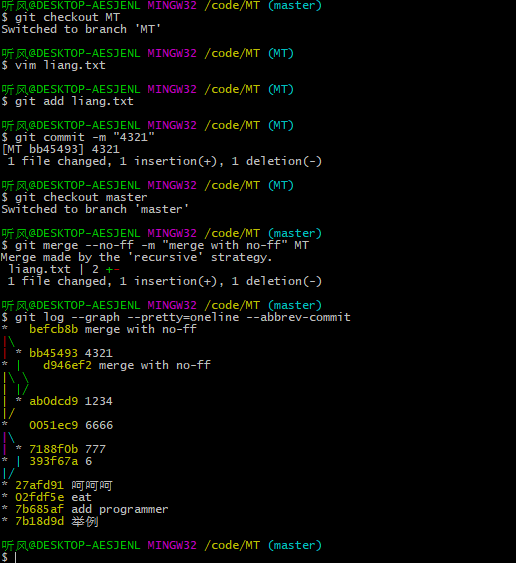 听风@DESKTOP-AESJENL MINGW32 /code/MT (master)
$ git checkout MT
Switched to branch 'MT'
听风@DESKTOP-AESJENL MINGW32 /code/MT (MT)
$ vim liang.txt
听风@DESKTOP-AESJENL MINGW32 /code/MT (MT)
$ git add liang.txt
听风@DESKTOP-AESJENL MINGW32 /code/MT (MT)
$ git commit -m "4321"
[MT bb45493] 4321
 1 file changed, 1 insertion(+), 1 deletion(-)
听风@DESKTOP-AESJENL MINGW32 /code/MT (MT)
$ git checkout master
Switched to branch 'master'
听风@DESKTOP-AESJENL MINGW32 /code/MT (master)
$ git merge --no-ff -m "merge with no-ff" MT
Merge made by the 'recursive' strategy.
 liang.txt | 2 +-
 1 file changed, 1 insertion(+), 1 deletion(-)
听风@DESKTOP-AESJENL MINGW32 /code/MT (master)
$ git log --graph --pretty=oneline --abbrev-commit
*   befcb8b merge with no-ff
|\
| * bb45493 4321
* |   d946ef2 merge with no-ff
|\ \
| |/
| * ab0dcd9 1234
|/
*   0051ec9 6666
|\
| * 7188f0b 777
* | 393f67a 6
|/
* 27afd91 呵呵呵
* 02fdf5e eat
* 7b685af add programmer
* 7b18d9d 举例
听风@DESKTOP-AESJENL MINGW32 /code/MT (master)
$